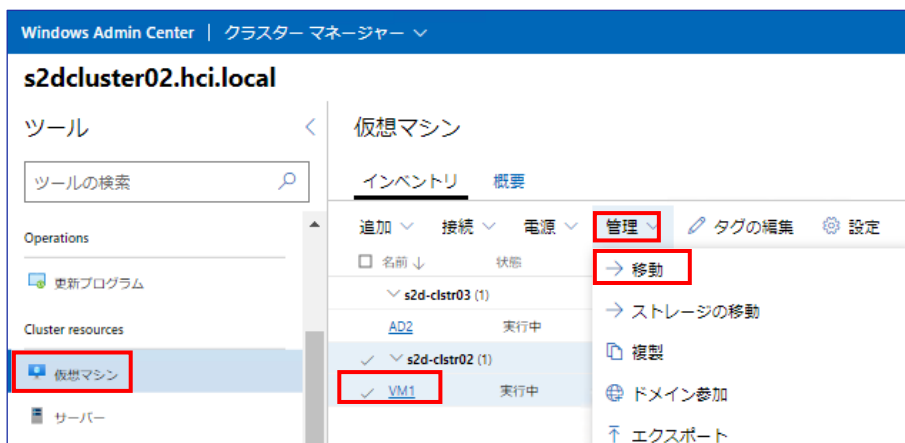 Windows Admin Center | クラスター マネージャー
s2dcluster02.hci.local
ツール
仮想マシン
ツールの検索
インベントリ 概要
Operations
追加 接続 電源 管理 タグの編集 設定
名前 状態
更新プログラム
移動
s2d-clstr03 (1)
ストレージの移動
Cluster resources
AD2 実行中
複製
s2d-clstr02 (1)
仮想マシン
VM1 実行中
ドメイン参加
サーバー
エクスポート